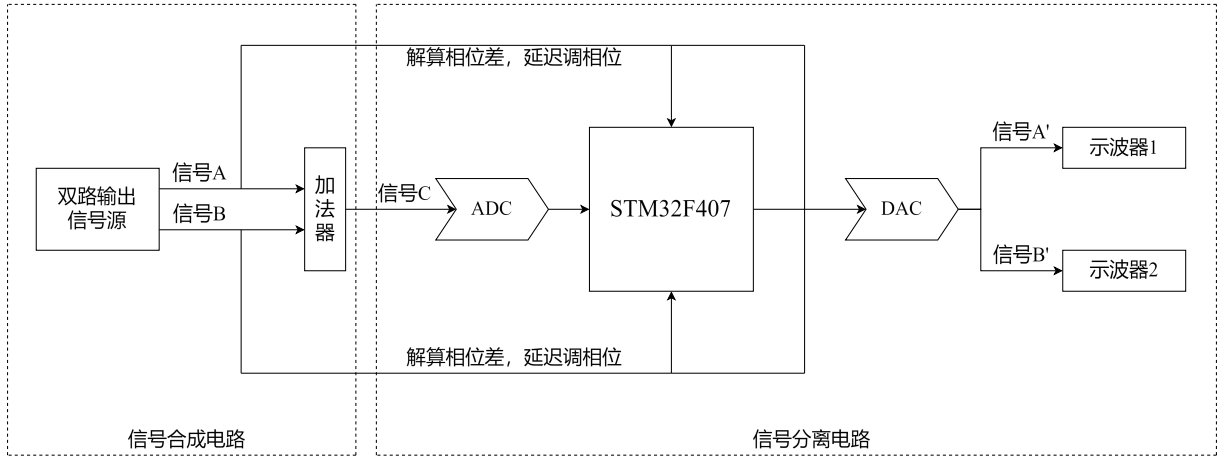 解算相位差，延迟调相位
双路输出
信号源
信号A
信号B
加
法
器
信号C
ADC
STM32F407
DAC
信号A'
示波器1
信号B'
示波器2
解算相位差，延迟调相位
信号合成电路
信号分离电路